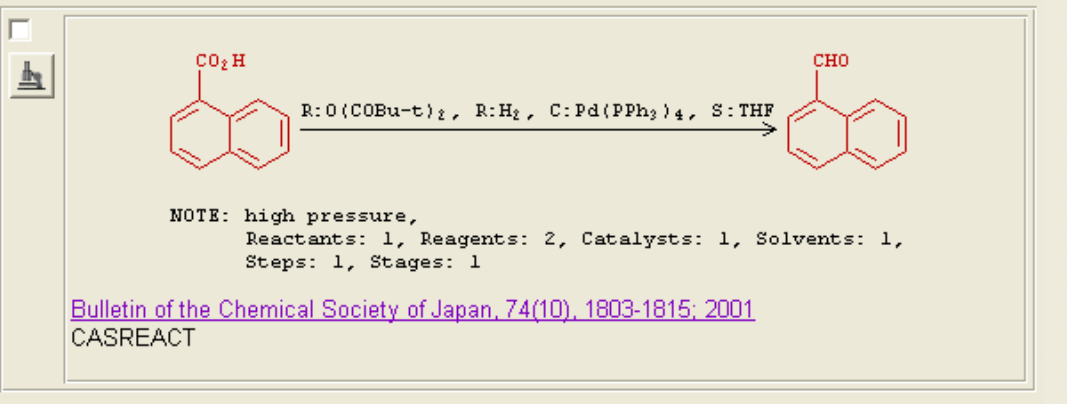 CO₂H
CHO
R:O(COBu-t)₂, R:H₂, C:Pd(PPh₃)₄, S:THF
NOTE: high pressure,
Reactants: 1, Reagents: 2, Catalysts: 1, Solvents: 1,
Steps: 1, Stages: 1
Bulletin of the Chemical Society of Japan, 74(10), 1803-1815; 2001
CASREACT